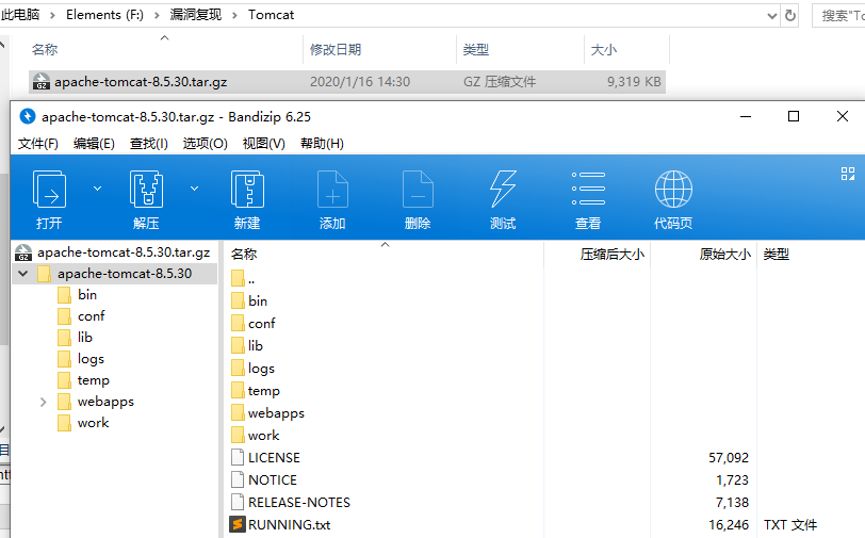 此电脑 > Elements (F:) > 漏洞复现 > Tomcat
搜索"To
名称 修改日期 类型 大小
apache-tomcat-8.5.30.tar.gz 2020/1/16 14:30 GZ 压缩文件 9,319 KB
apache-tomcat-8.5.30.tar.gz - Bandizip 6.25
文件(F) 编辑(E) 查找(I) 选项(O) 视图(V) 帮助(H)
打开 解压 新建 添加 删除 测试 查看 代码页
apache-tomcat-8.5.30.tar.gz
apache-tomcat-8.5.30
bin
conf
lib
logs
temp
webapps
work
名称 压缩后大小 原始大小 类型
..
bin
conf
lib
logs
temp
webapps
work
LICENSE 57,092
NOTICE 1,723
RELEASE-NOTES 7,138
RUNNING.txt 16,246 TXT 文件